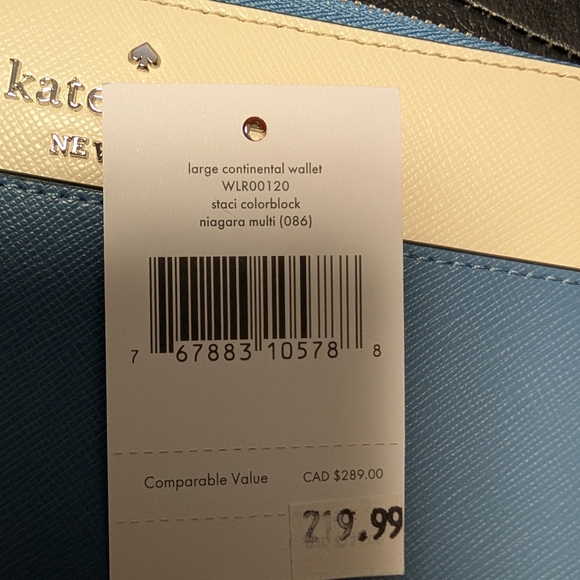 kate
NEW
large continental wallet
WLR00120
staci colorblock
niagara multi (086)
7 67883 10578 8
Comparable Value CAD $289.00
219.99